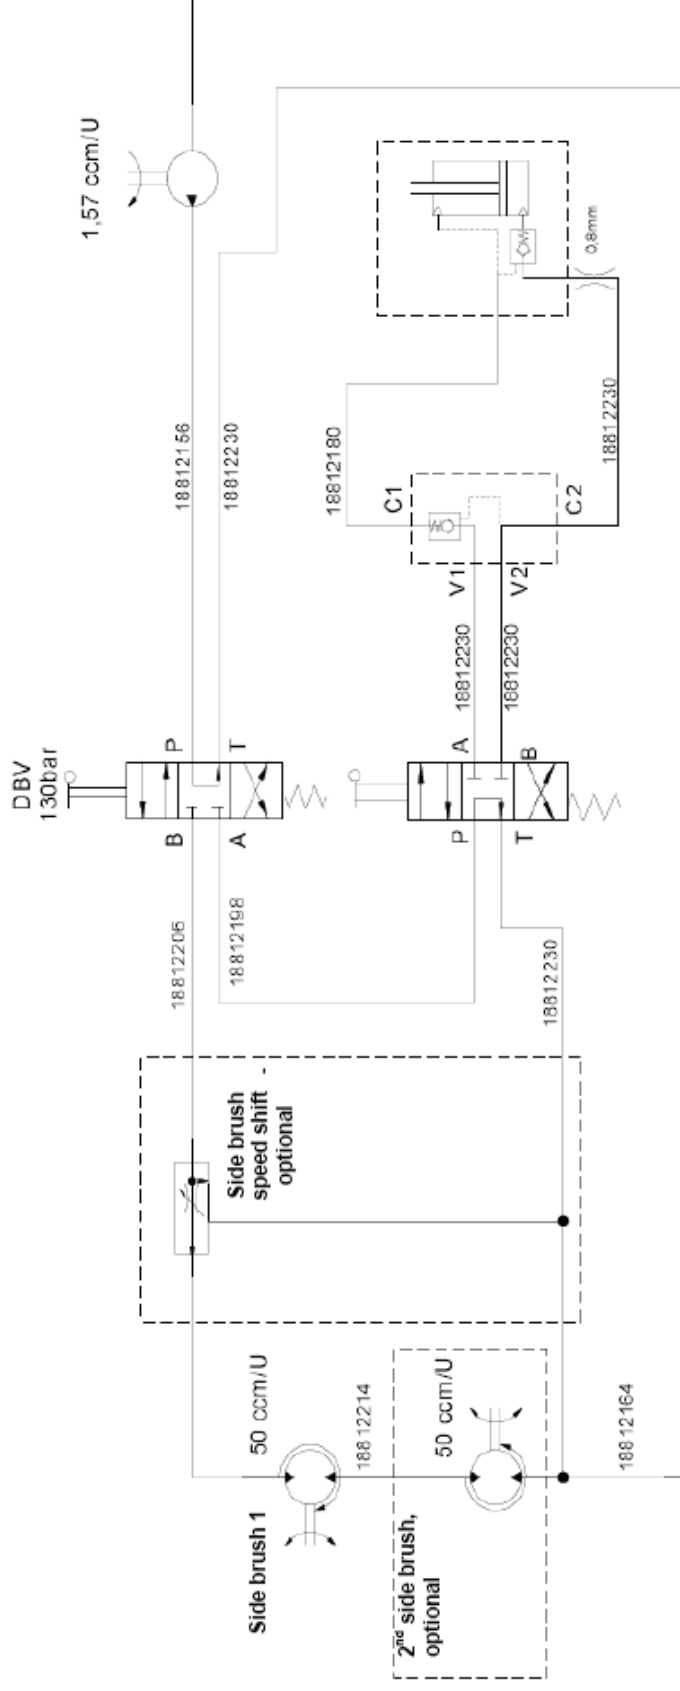 1,57 ccm/U
0,8mm
18812156
18812230
18812180
18812230
C1
C2
V1
V2
18812230
18812230
DBV
130bar
P
T
B
A
A
B
P
T
18812206
18812198
18812230
Side brush
speed shift -
optional
50 ccm/U
18812214
50 ccm/U
18812164
Side brush 1
2nd side brush,
optional